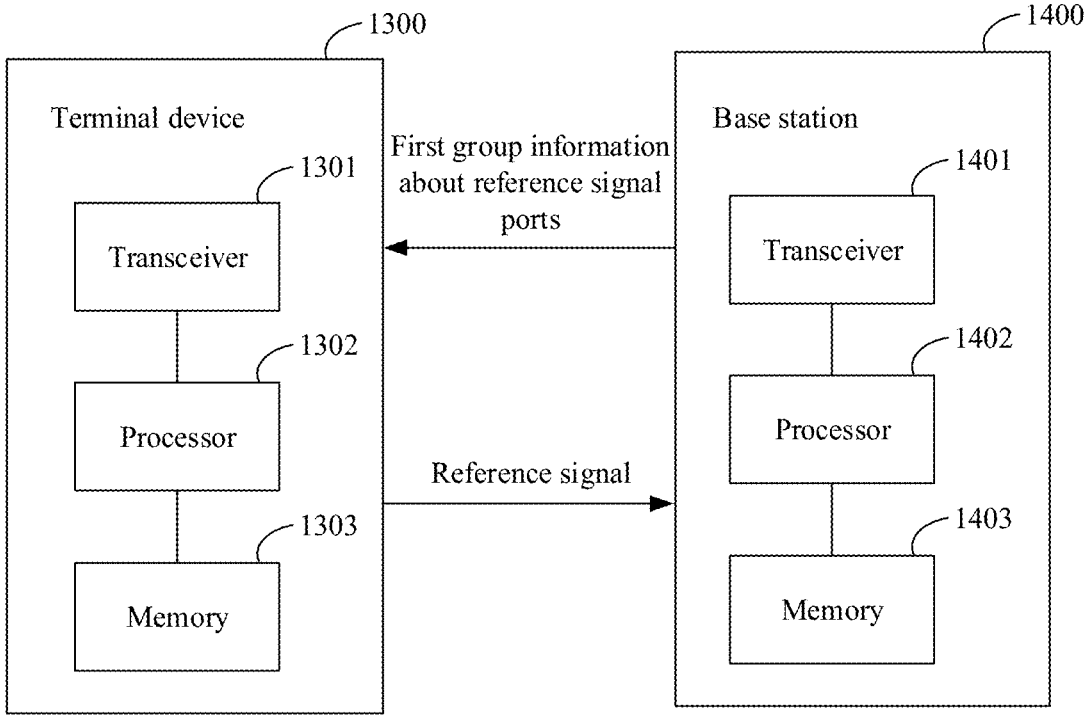 1300
Terminal device
1301
Transceiver
1302
Processor
1303
Memory
First group information
about reference signal
ports
Reference signal
1400
Base station
1401
Transceiver
1402
Processor
1403
Memory